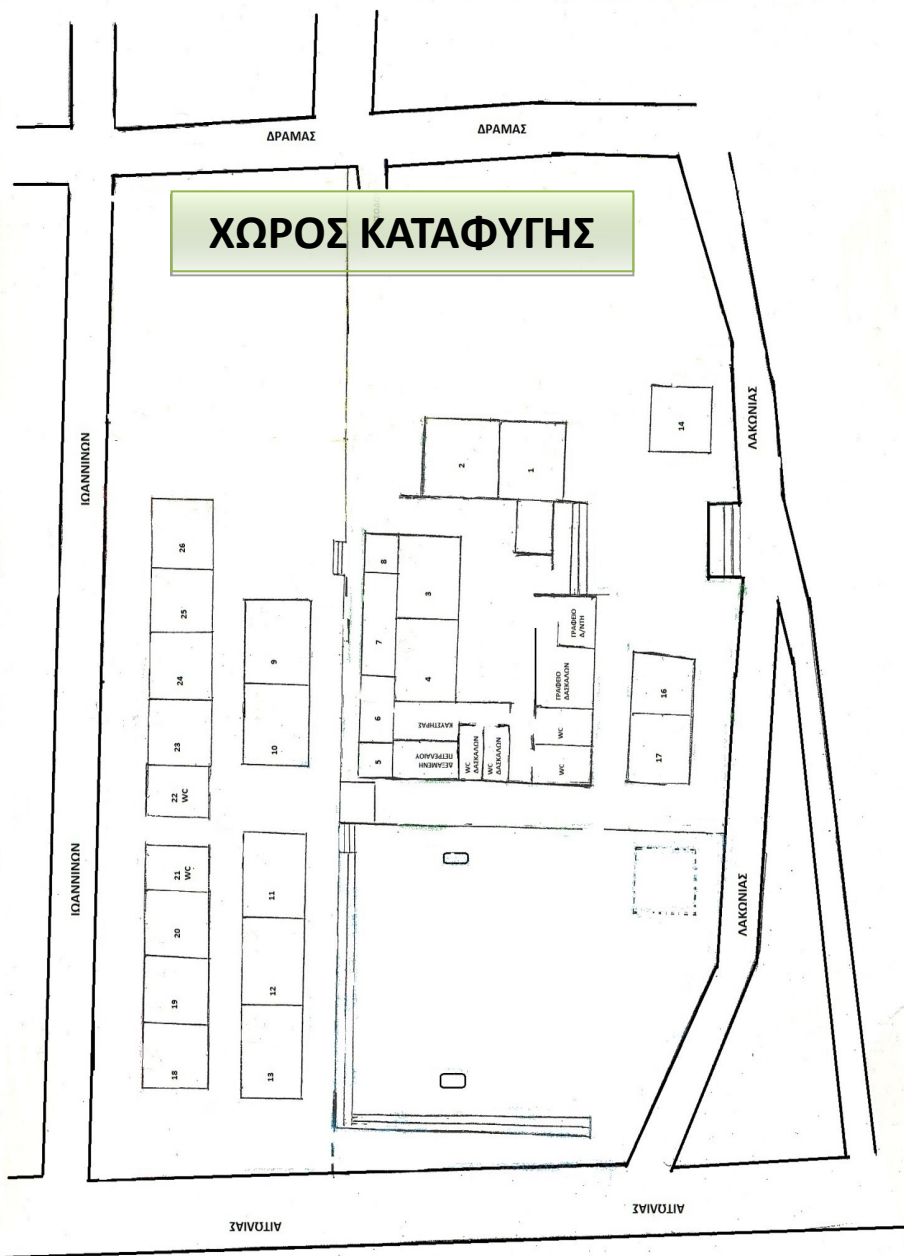 ΔΡΑΜΑΣ
ΔΡΑΜΑΣ
ΧΩΡΟΣ ΚΑΤΑΦΥΓΗΣ
ΙΩΑΝΝΙΝΩΝ
ΛΑΚΩΝΙΑΣ
14
2
1
26
25
24
23
22
WC
9
10
8
7
6
5
3
4
ΚΑΥΣΤΗΡΑΣ
ΔΕΞΑΜΕΝΗ
ΠΕΤΡΕΛΑΙΟΥ
WC
ΔΑΣΚΑΛΩΝ
WC
ΔΑΣΚΑΛΩΝ
ΓΡΑΦΕΙΟ
Δ/ΝΤΗ
ΓΡΑΦΕΙΟ
ΔΑΣΚΑΛΩΝ
WC
WC
16
17
ΙΩΑΝΝΙΝΩΝ
21
WC
20
19
18
11
12
13
ΛΑΚΩΝΙΑΣ
ΑΙΤΩΛΙΑΣ
ΑΙΤΩΛΙΑΣ